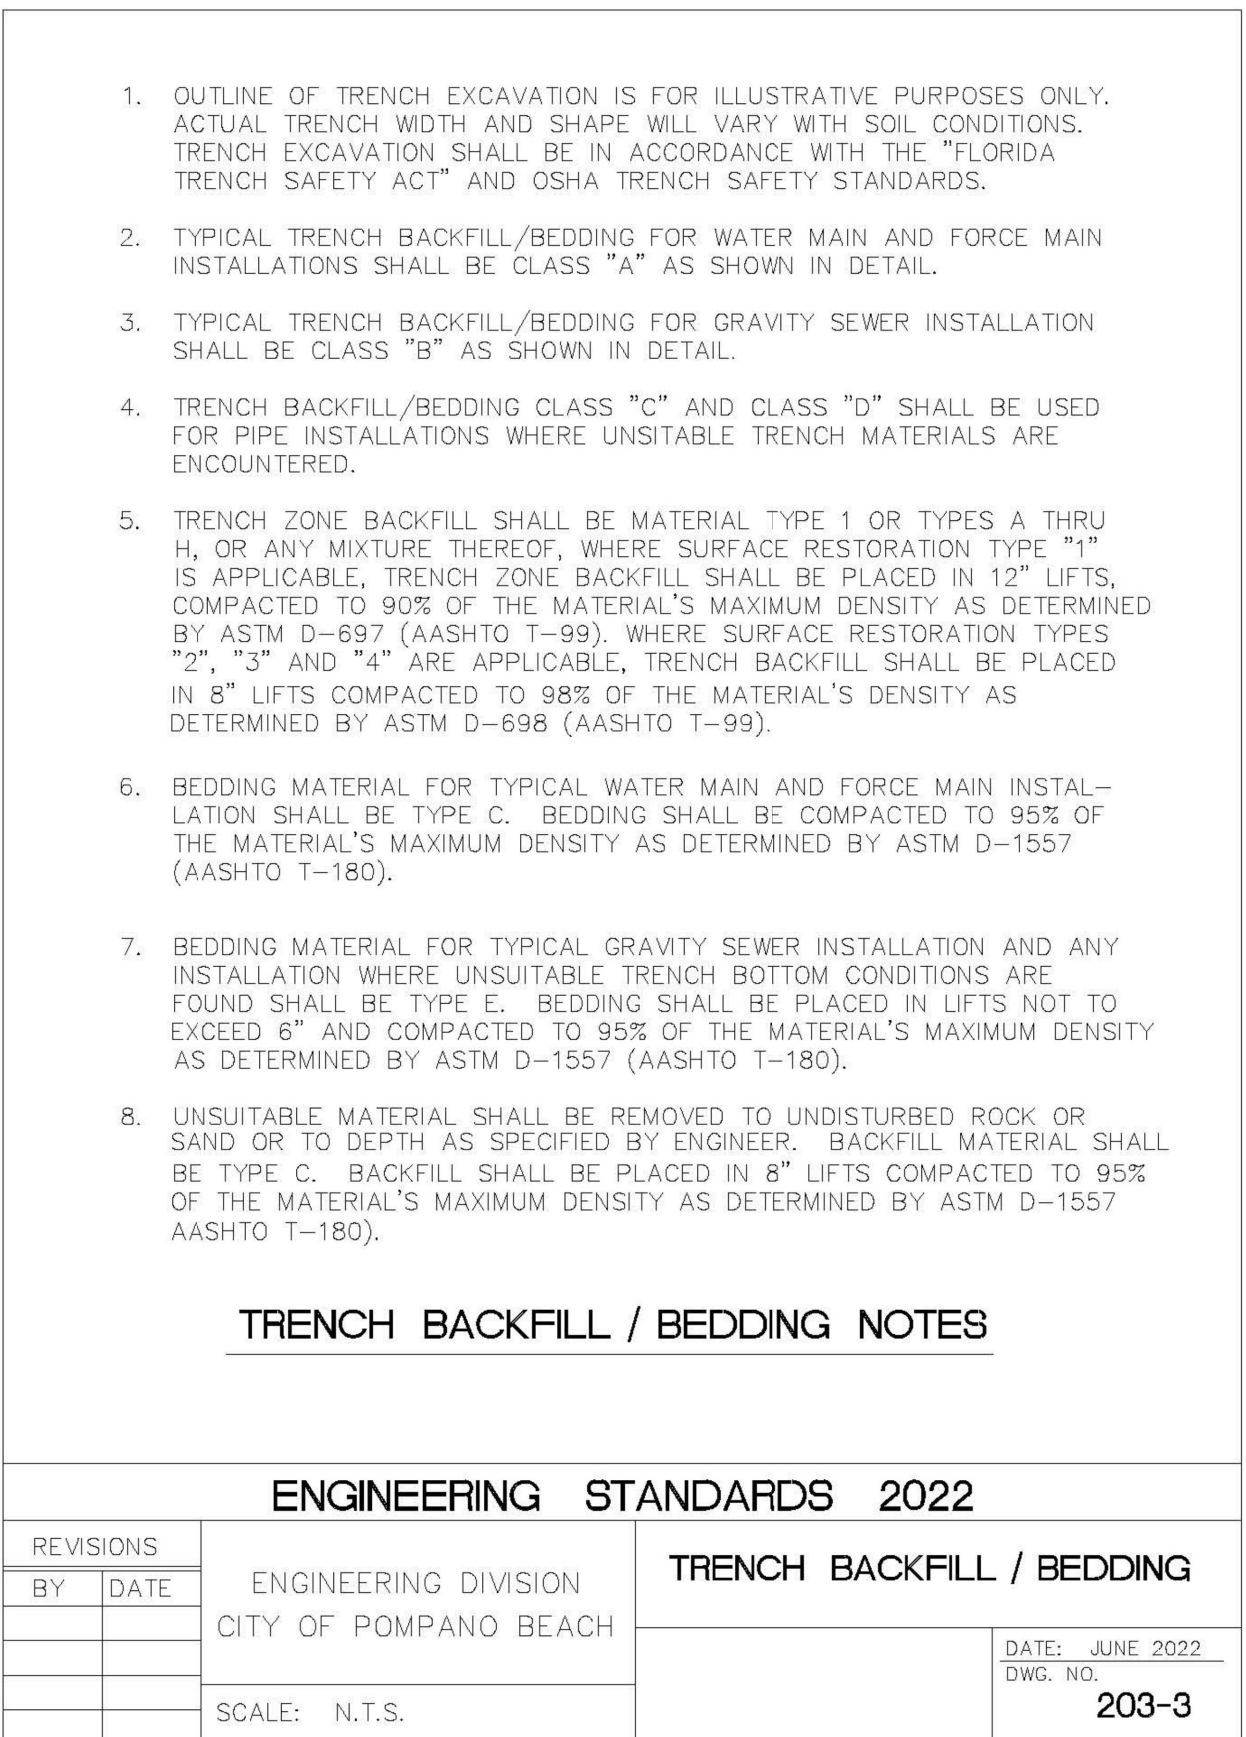 1. OUTLINE OF TRENCH EXCAVATION IS FOR ILLUSTRATIVE PURPOSES ONLY.
ACTUAL TRENCH WIDTH AND SHAPE WILL VARY WITH SOIL CONDITIONS.
TRENCH EXCAVATION SHALL BE IN ACCORDANCE WITH THE "FLORIDA
TRENCH SAFETY ACT" AND OSHA TRENCH SAFETY STANDARDS.
2. TYPICAL TRENCH BACKFILL/BEDDING FOR WATER MAIN AND FORCE MAIN
INSTALLATIONS SHALL BE CLASS "A" AS SHOWN IN DETAIL.
3. TYPICAL TRENCH BACKFILL/BEDDING FOR GRAVITY SEWER INSTALLATION
SHALL BE CLASS "B" AS SHOWN IN DETAIL.
4. TRENCH BACKFILL/BEDDING CLASS "C" AND CLASS "D" SHALL BE USED
FOR PIPE INSTALLATIONS WHERE UNSITABLE TRENCH MATERIALS ARE
ENCOUNTERED.
5. TRENCH ZONE BACKFILL SHALL BE MATERIAL TYPE 1 OR TYPES A THRU
H, OR ANY MIXTURE THEREOF, WHERE SURFACE RESTORATION TYPE "1"
IS APPLICABLE, TRENCH ZONE BACKFILL SHALL BE PLACED IN 12" LIFTS,
COMPACTED TO 90% OF THE MATERIAL'S MAXIMUM DENSITY AS DETERMINED
BY ASTM D-697 (AASHTO T-99). WHERE SURFACE RESTORATION TYPES
"2", "3" AND "4" ARE APPLICABLE, TRENCH BACKFILL SHALL BE PLACED
IN 8" LIFTS COMPACTED TO 98% OF THE MATERIAL'S DENSITY AS
DETERMINED BY ASTM D-698 (AASHTO T-99).
6. BEDDING MATERIAL FOR TYPICAL WATER MAIN AND FORCE MAIN INSTAL-
LATION SHALL BE TYPE C. BEDDING SHALL BE COMPACTED TO 95% OF
THE MATERIAL'S MAXIMUM DENSITY AS DETERMINED BY ASTM D-1557
(AASHTO T-180).
7. BEDDING MATERIAL FOR TYPICAL GRAVITY SEWER INSTALLATION AND ANY
INSTALLATION WHERE UNSUITABLE TRENCH BOTTOM CONDITIONS ARE
FOUND SHALL BE TYPE E. BEDDING SHALL BE PLACED IN LIFTS NOT TO
EXCEED 6" AND COMPACTED TO 95% OF THE MATERIAL'S MAXIMUM DENSITY
AS DETERMINED BY ASTM D-1557 (AASHTO T-180).
8. UNSUITABLE MATERIAL SHALL BE REMOVED TO UNDISTURBED ROCK OR
SAND OR TO DEPTH AS SPECIFIED BY ENGINEER. BACKFILL MATERIAL SHALL
BE TYPE C. BACKFILL SHALL BE PLACED IN 8" LIFTS COMPACTED TO 95%
OF THE MATERIAL'S MAXIMUM DENSITY AS DETERMINED BY ASTM D-1557
AASHTO T-180).
TRENCH BACKFILL / BEDDING NOTES
ENGINEERING STANDARDS 2022
REVISIONS
BY DATE
ENGINEERING DIVISION
CITY OF POMPANO BEACH
SCALE: N.T.S.
TRENCH BACKFILL / BEDDING
DATE: JUNE 2022
DWG. NO.
203-3